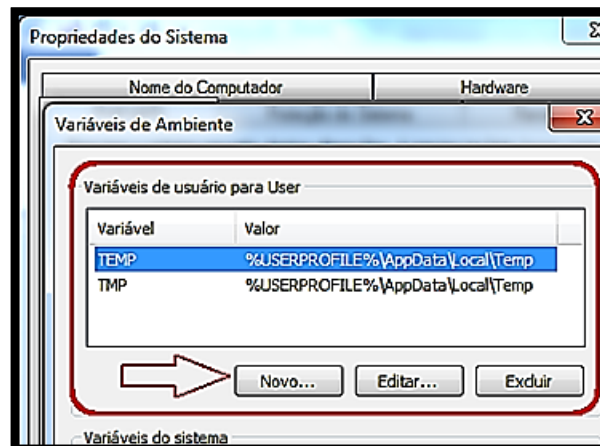 Propriedades do Sistema
Nome do Computador Hardware
Variáveis de Ambiente
Variáveis de usuário para User
Variável Valor
TEMP %USERPROFILE%\AppData\Local\Temp
TMP %USERPROFILE%\AppData\Local\Temp
Novo... Editar... Excluir
Variáveis do sistema